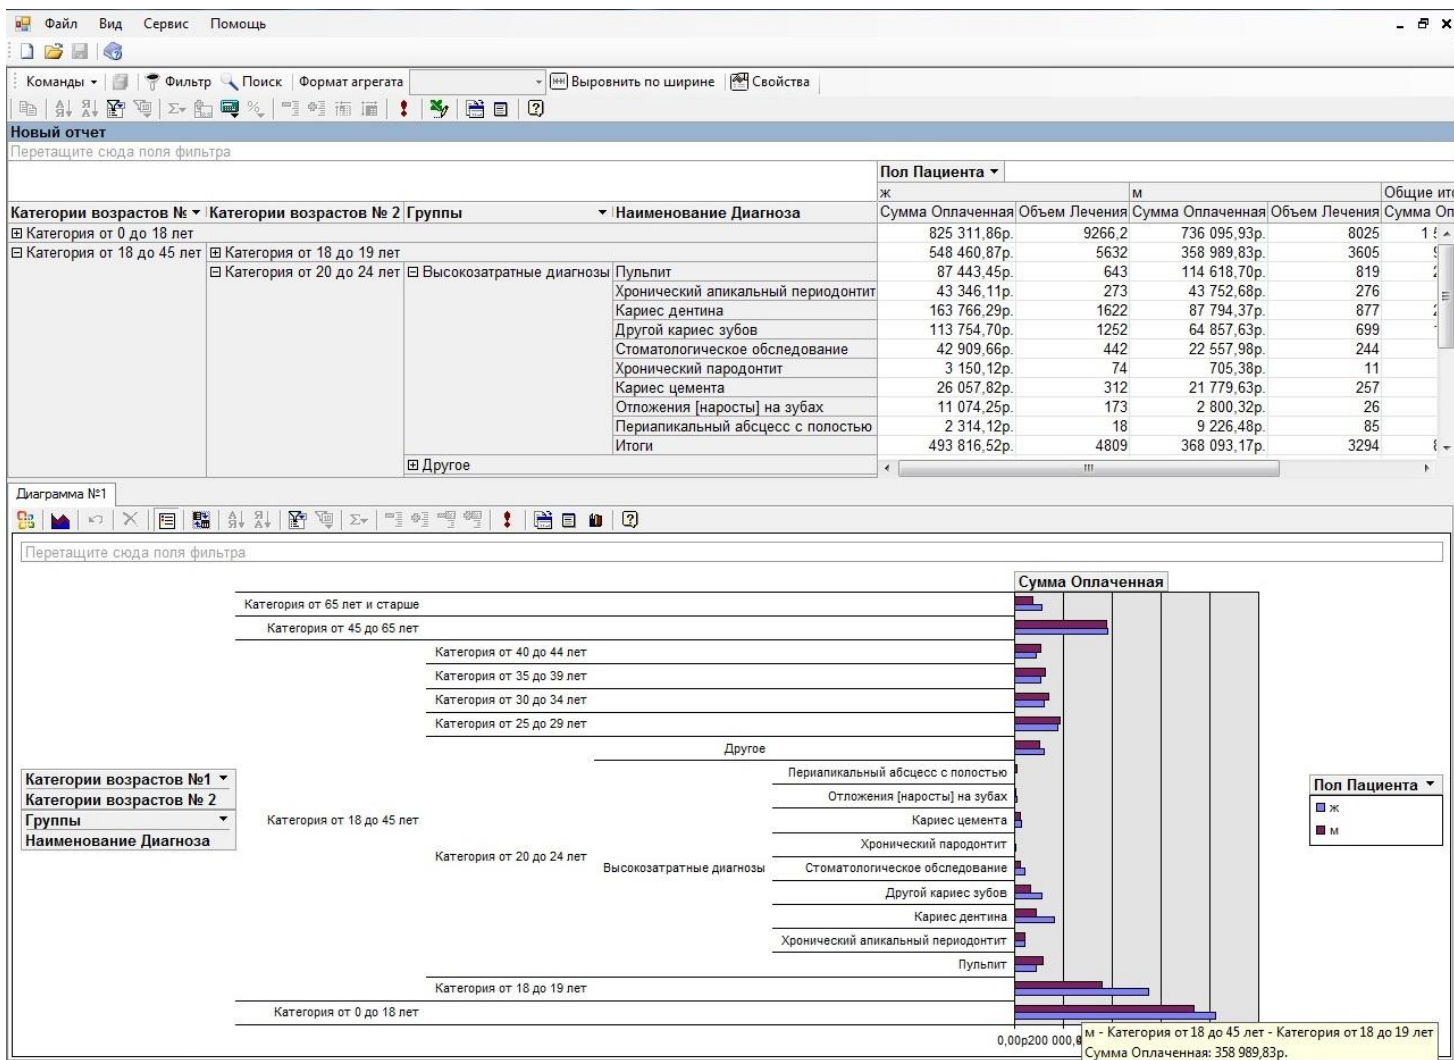 Файл Вид Сервис Помощь
Команды Фильтр Поиск Формат агрегата Выровнить по ширине Свойства
Новый отчет
Перетащите сюда поля фильтра
Пол Пациента
ж м Общие ито
Категории возрастов № Категории возрастов № 2 Группы Наименование Диагноза Сумма Оплаченная Объем Лечения Сумма Оплаченная Объем Лечения Сумма Оп
Категория от 0 до 18 лет 825 311,86р. 9266,2 736 095,93р. 8025
Категория от 18 до 45 лет Категория от 18 до 19 лет 548 460,87р. 5632 358 989,83р. 3605
Категория от 20 до 24 лет Высокозатратные диагнозы Пульпит 87 443,45р. 643 114 618,70р. 819
Хронический апикальный периодонтит 43 346,11р. 273 43 752,68р. 276
Кариес дентина 163 766,29р. 1622 87 794,37р. 877
Другой кариес зубов 113 754,70р. 1252 64 857,63р. 699
Стоматологическое обследование 42 909,66р. 442 22 557,98р. 244
Хронический пародонтит 3 150,12р. 74 705,38р. 11
Кариес цемента 26 057,82р. 312 21 779,63р. 257
Отложения [наросты] на зубах 11 074,25р. 173 2 800,32р. 26
Периапикальный абсцесс с полостью 2 314,12р. 18 9 226,48р. 85
Итоги 493 816,52р. 4809 368 093,17р. 3294
Другое
Диаграмма №1
Перетащите сюда поля фильтра
Сумма Оплаченная
Категория от 65 лет и старше
Категория от 45 до 65 лет
Категория от 40 до 44 лет
Категория от 35 до 39 лет
Категория от 30 до 34 лет
Категория от 25 до 29 лет
Другое
Периапикальный абсцесс с полостью
Отложения [наросты] на зубах
Кариес цемента
Хронический пародонтит
Стоматологическое обследование
Другой кариес зубов
Кариес дентина
Хронический апикальный периодонтит
Пульпит
Высокозатратные диагнозы
Категория от 20 до 24 лет
Категория от 18 до 19 лет
Категория от 18 до 45 лет
Категория от 0 до 18 лет
Категории возрастов №1
Категории возрастов № 2
Группы
Наименование Диагноза
Пол Пациента
ж
м
0,00р200 000,
м - Категория от 18 до 45 лет - Категория от 18 до 19 лет
Сумма Оплаченная: 358 989,83р.